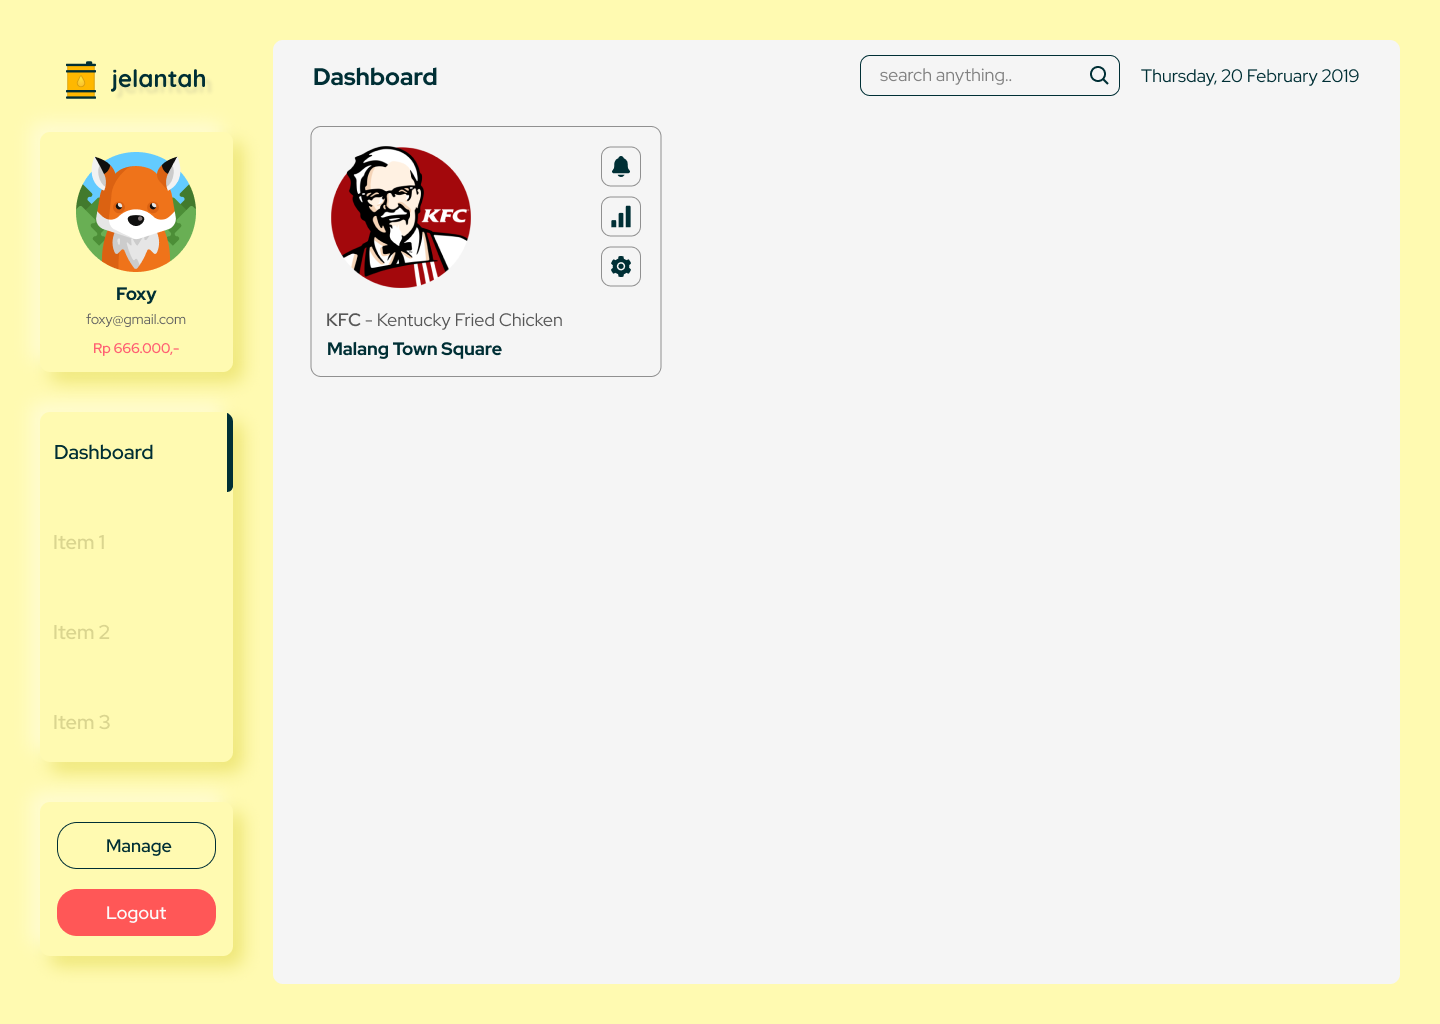 jelantah
Foxy
foxy@gmail.com
Rp 666.000,-
Dashboard
Item 1
Item 2
Item 3
Manage
Logout
Dashboard
search anything..
Thursday, 20 February 2019
KFC
KFC - Kentucky Fried Chicken
Malang Town Square